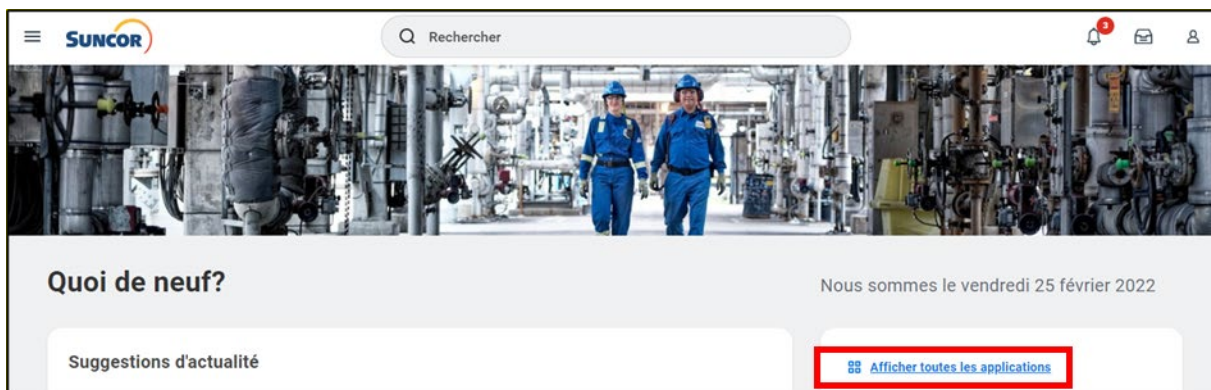 SUNCOR
Rechercher
3
Quoi de neuf?
Nous sommes le vendredi 25 février 2022
Suggestions d'actualité
Afficher toutes les applications